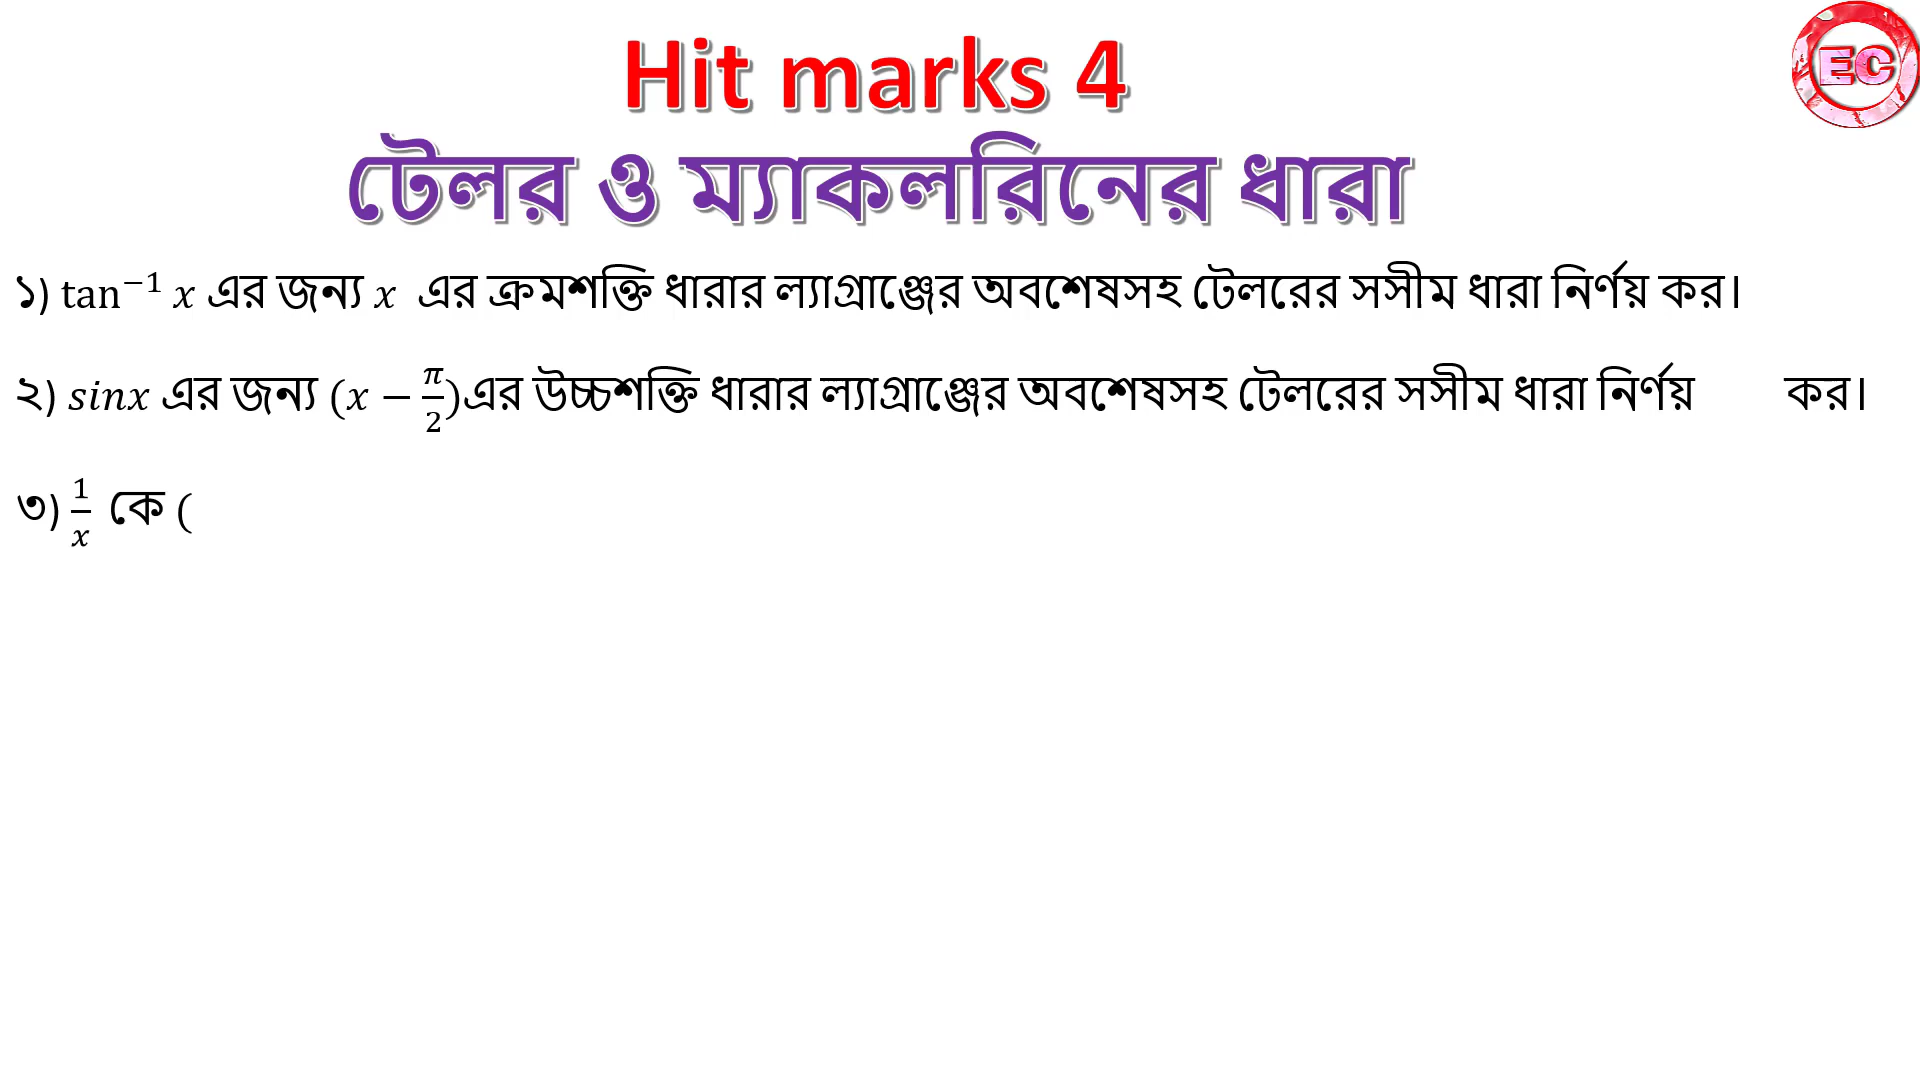 Hit marks 4
EC
টেলর ও ম্যাকলরিনের ধারা
১) tan⁻¹ x এর জন্য x এর ক্রমশক্তি ধারার ল্যাগ্রাঞ্জের অবশেষসহ টেলরের সসীম ধারা নির্ণয় কর।
২) sinx এর জন্য (x − π/2)এর উচ্চশক্তি ধারার ল্যাগ্রাঞ্জের অবশেষসহ টেলরের সসীম ধারা নির্ণয় কর।
৩) 1/x কে (